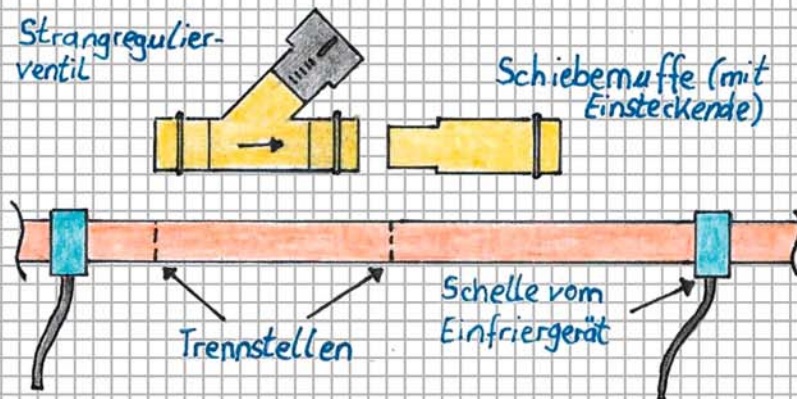 Strangregulier-
ventil
Schiebemuffe (mit
Einsteckende)
Trennstellen
Schelle vom
Einfriergerät